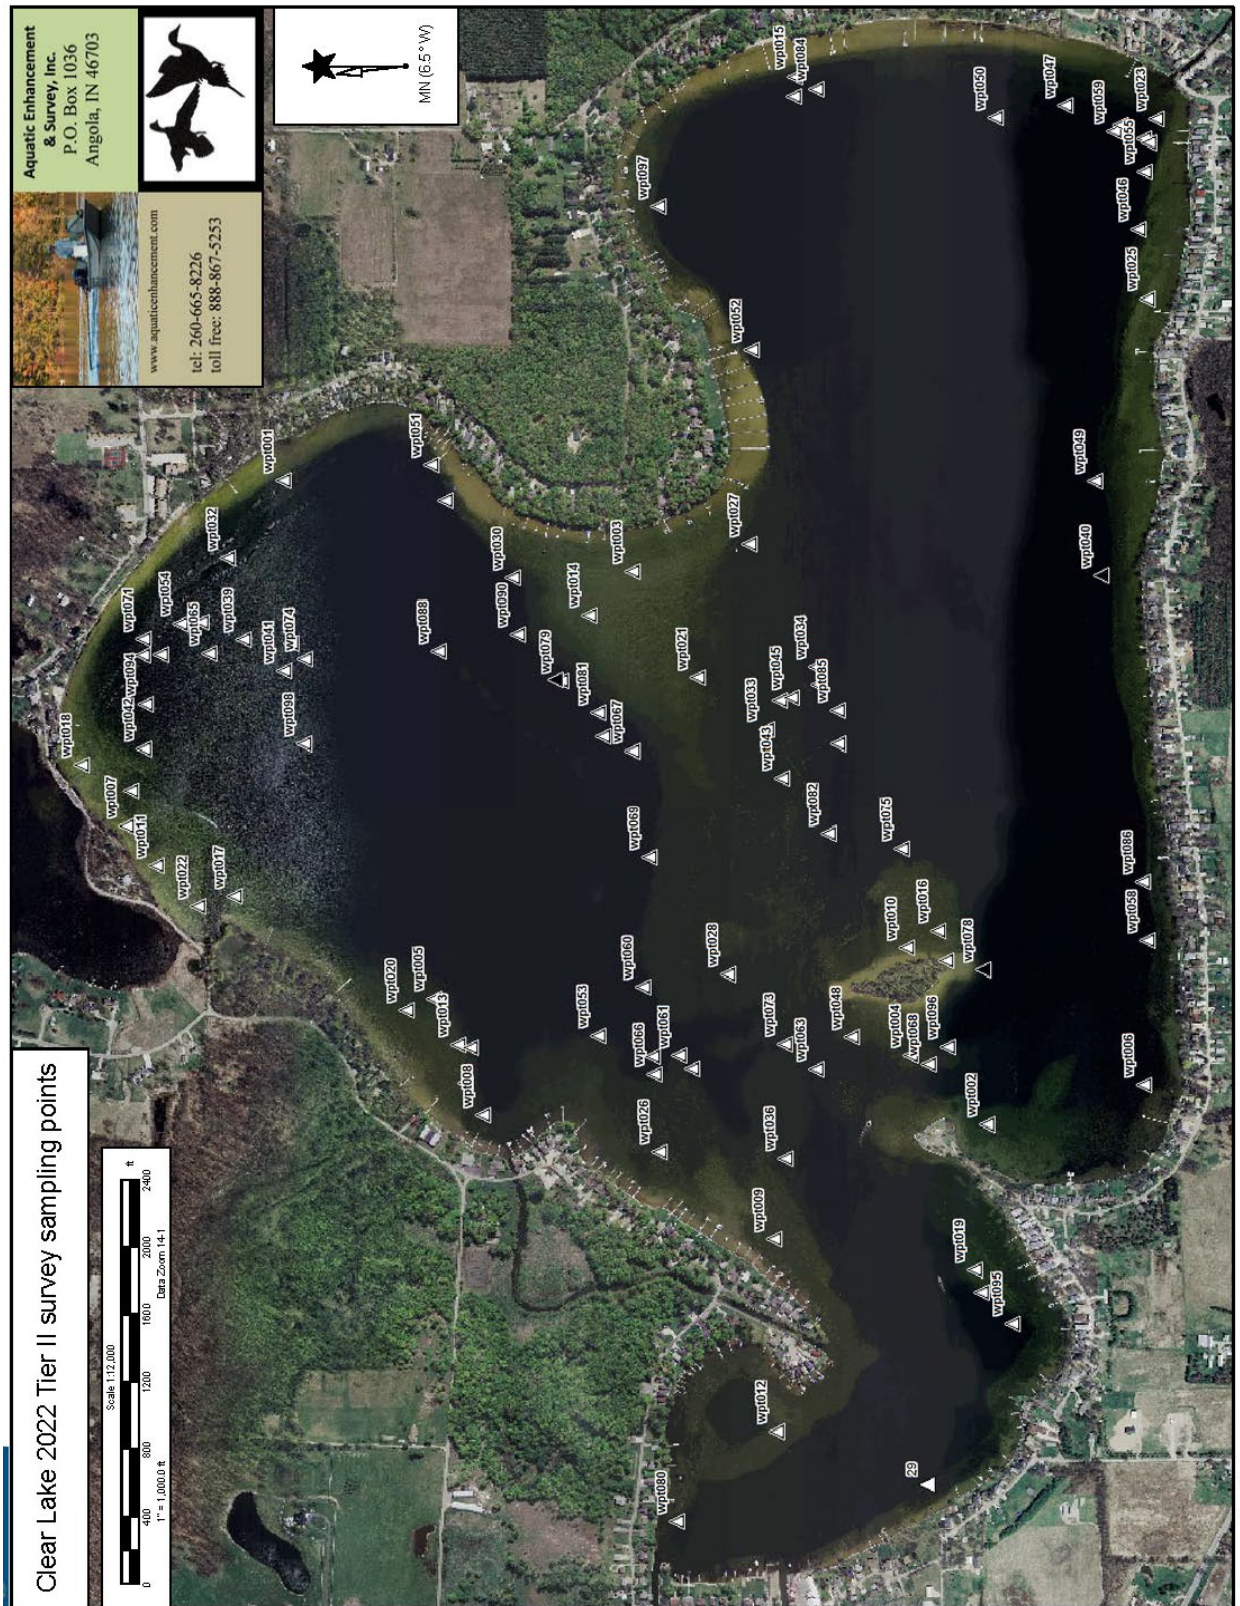 Clear Lake 2022 Tier II survey sampling points
Scale 1:12,000
0 400 800 1200 1600 2000 2400 ft
1" = 1,000.0 ft Data Zoom 14-1
Aquatic Enhancement
& Survey, Inc.
P.O. Box 1036
Angola, IN 46703
www.aquaticenhancement.com
tel: 260-665-8226
toll free: 888-867-5253
MN (6.5° W)
wpt018
wpt007
wpt011
wpt022
wpt017
wpt042
wpt094
wpt071
wpt054
wpt065
wpt032
wpt039
wpt001
wpt041
wpt074
wpt098
wpt020
wpt005
wpt013
wpt008
wpt088
wpt051
wpt030
wpt090
wpt079
wpt081
wpt014
wpt003
wpt067
wpt069
wpt053
wpt060
wpt066
wpt061
wpt026
wpt028
wpt021
wpt027
wpt052
wpt097
wpt015
wpt084
wpt080
wpt012
wpt009
wpt036
wpt073
wpt063
wpt048
wpt043
wpt033
wpt045
wpt034
wpt085
wpt082
wpt075
wpt010
wpt016
wpt078
wpt004
wpt068
wpt096
wpt002
wpt019
wpt095
29
wpt006
wpt058
wpt086
wpt040
wpt049
wpt025
wpt046
wpt055
wpt023
wpt059
wpt047
wpt050